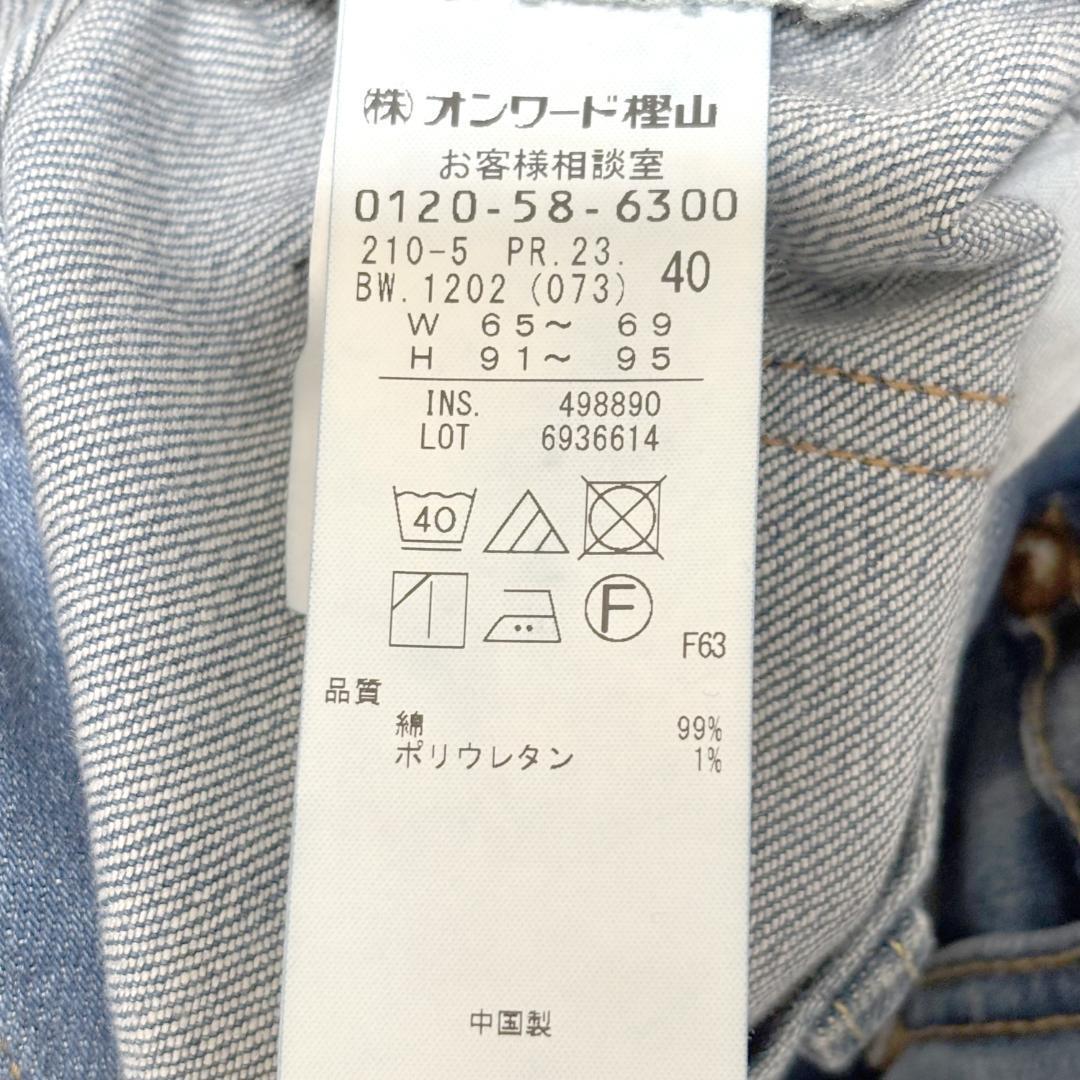 ㈱オンワード樫山
お客様相談室
0120-58-6300
210-5 PR.23.
BW.1202 (073) 40
W 65～ 69
H 91～ 95
INS. 498890
LOT 6936614
40
F
F63
品質
綿 99%
ポリウレタン 1%
中国製